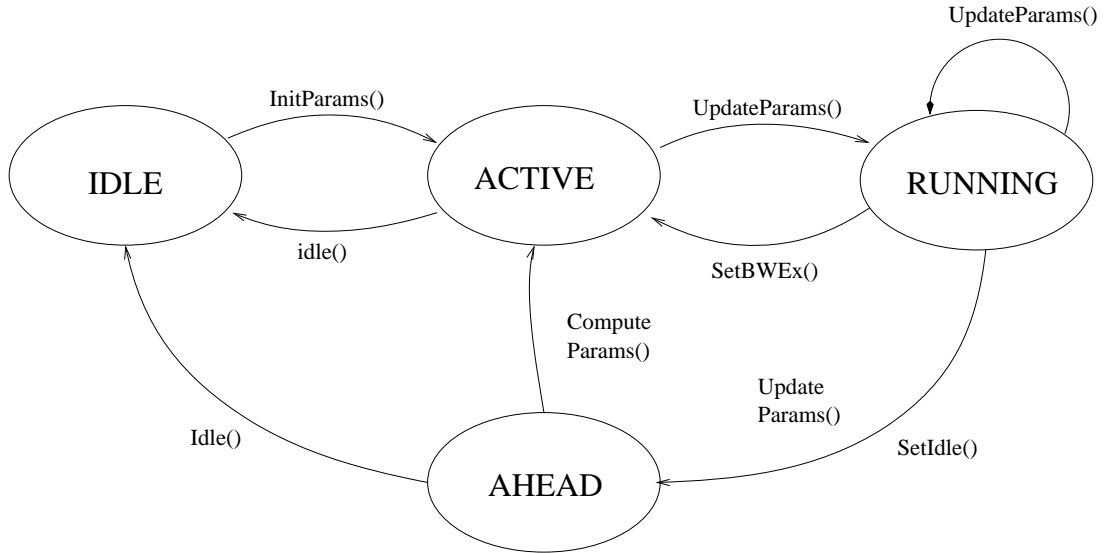 UpdateParams()
InitParams()
UpdateParams()
IDLE
ACTIVE
RUNNING
idle()
SetBWEx()
Compute
Params()
Update
Params()
Idle()
SetIdle()
AHEAD